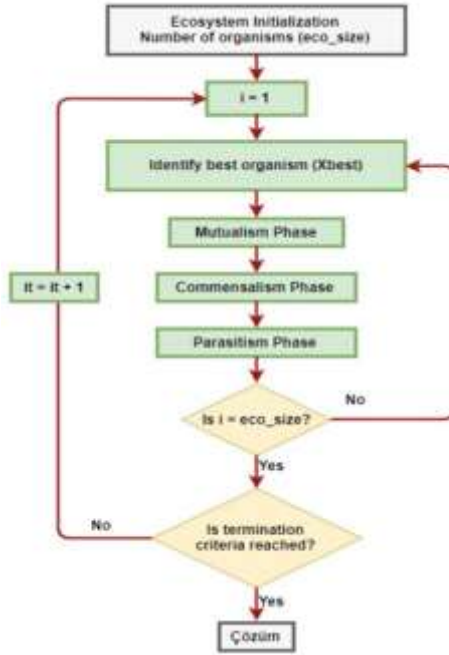 Ecosystem Initialization
Number of organisms (eco_size)
i = 1
Identify best organism (Xbest)
Mutualism Phase
It = it + 1
Commensalism Phase
Parasitism Phase
No
Is i = eco_size?
Yes
No
Is termination
criteria reached?
Yes
Çözüm